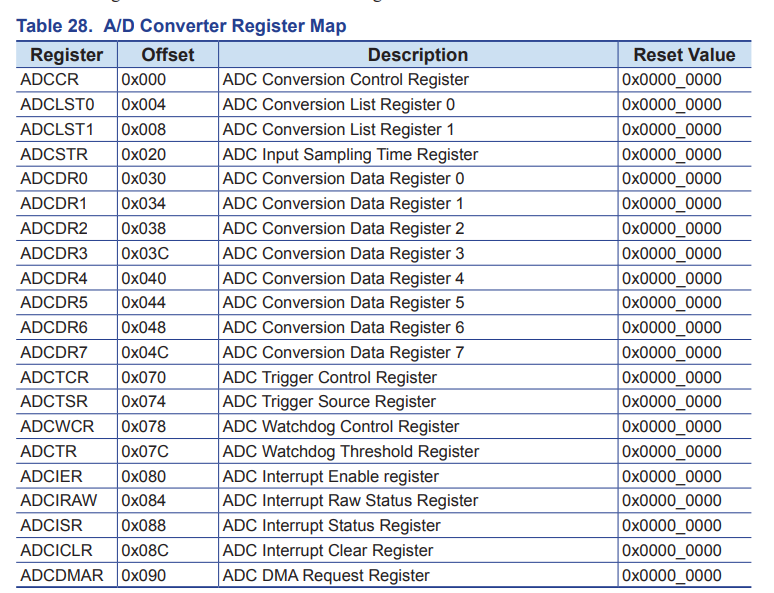 Table 28. A/D Converter Register Map
Register Offset Description Reset Value
ADCCR 0x000 ADC Conversion Control Register 0x0000_0000
ADCLST0 0x004 ADC Conversion List Register 0 0x0000_0000
ADCLST1 0x008 ADC Conversion List Register 1 0x0000_0000
ADCSTR 0x020 ADC Input Sampling Time Register 0x0000_0000
ADCDR0 0x030 ADC Conversion Data Register 0 0x0000_0000
ADCDR1 0x034 ADC Conversion Data Register 1 0x0000_0000
ADCDR2 0x038 ADC Conversion Data Register 2 0x0000_0000
ADCDR3 0x03C ADC Conversion Data Register 3 0x0000_0000
ADCDR4 0x040 ADC Conversion Data Register 4 0x0000_0000
ADCDR5 0x044 ADC Conversion Data Register 5 0x0000_0000
ADCDR6 0x048 ADC Conversion Data Register 6 0x0000_0000
ADCDR7 0x04C ADC Conversion Data Register 7 0x0000_0000
ADCTCR 0x070 ADC Trigger Control Register 0x0000_0000
ADCTSR 0x074 ADC Trigger Source Register 0x0000_0000
ADCWCR 0x078 ADC Watchdog Control Register 0x0000_0000
ADCTR 0x07C ADC Watchdog Threshold Register 0x0000_0000
ADCIER 0x080 ADC Interrupt Enable register 0x0000_0000
ADCIRAW 0x084 ADC Interrupt Raw Status Register 0x0000_0000
ADCISR 0x088 ADC Interrupt Status Register 0x0000_0000
ADCICLR 0x08C ADC Interrupt Clear Register 0x0000_0000
ADCDMAR 0x090 ADC DMA Request Register 0x0000_0000